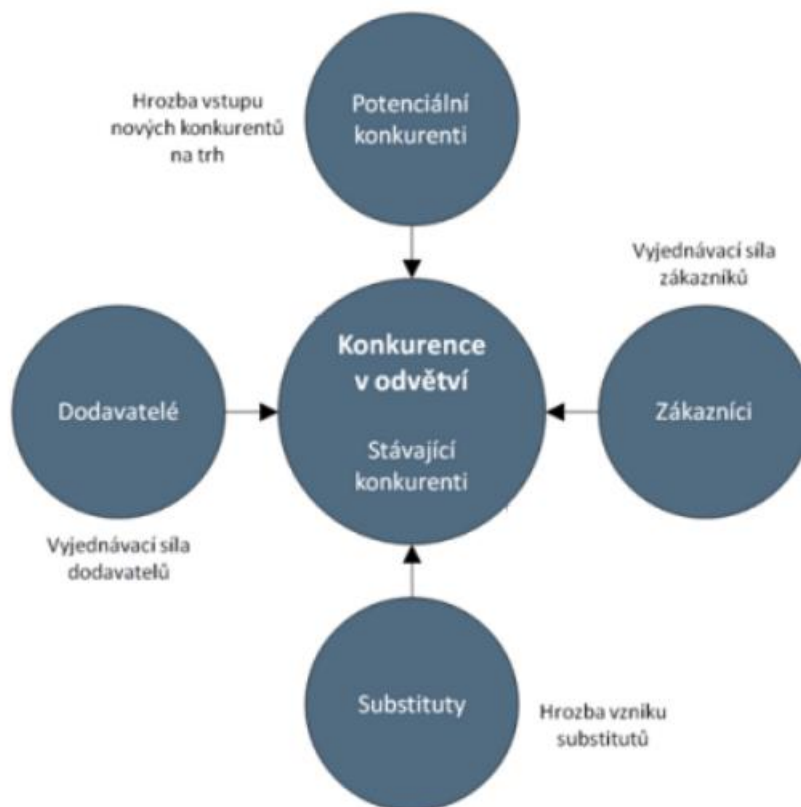 Hrozba vstupu
nových konkurentů
na trh
Potenciální
konkurenti
Vyjednávací síla
zákazníků
Konkurence
v odvětví
Stávající
konkurenti
Dodavatelé
Zákazníci
Vyjednávací síla
dodavatelů
Substituty
Hrozba vzniku
substitutů